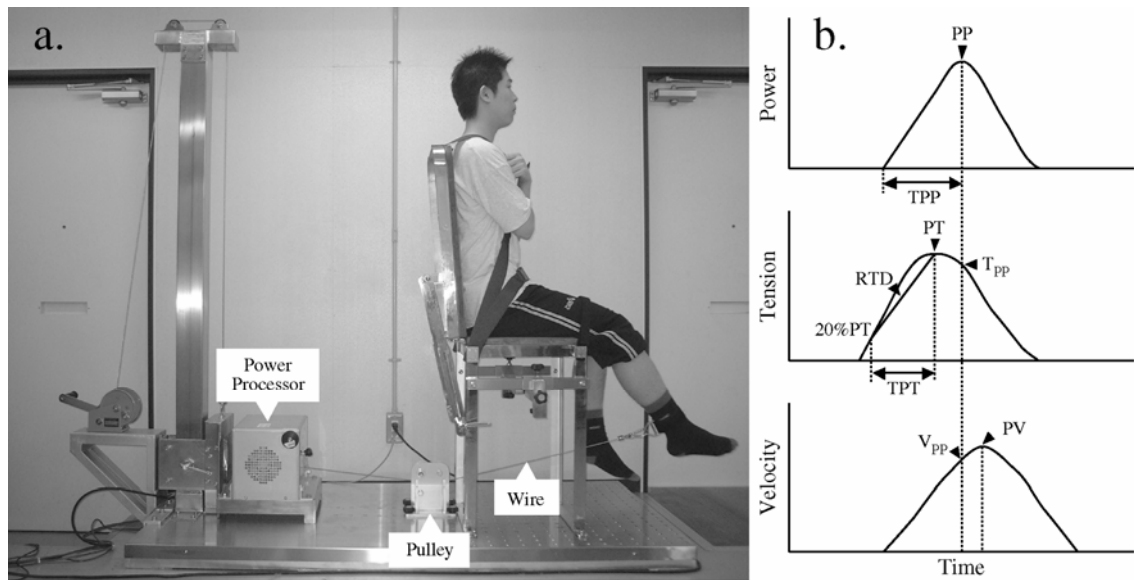 a.
Power
Processor
Wire
Pulley
b.
PP
Power
TPP
PT
T_PP
RTD
20%PT
Tension
TPT
PV
V_PP
Velocity
Time